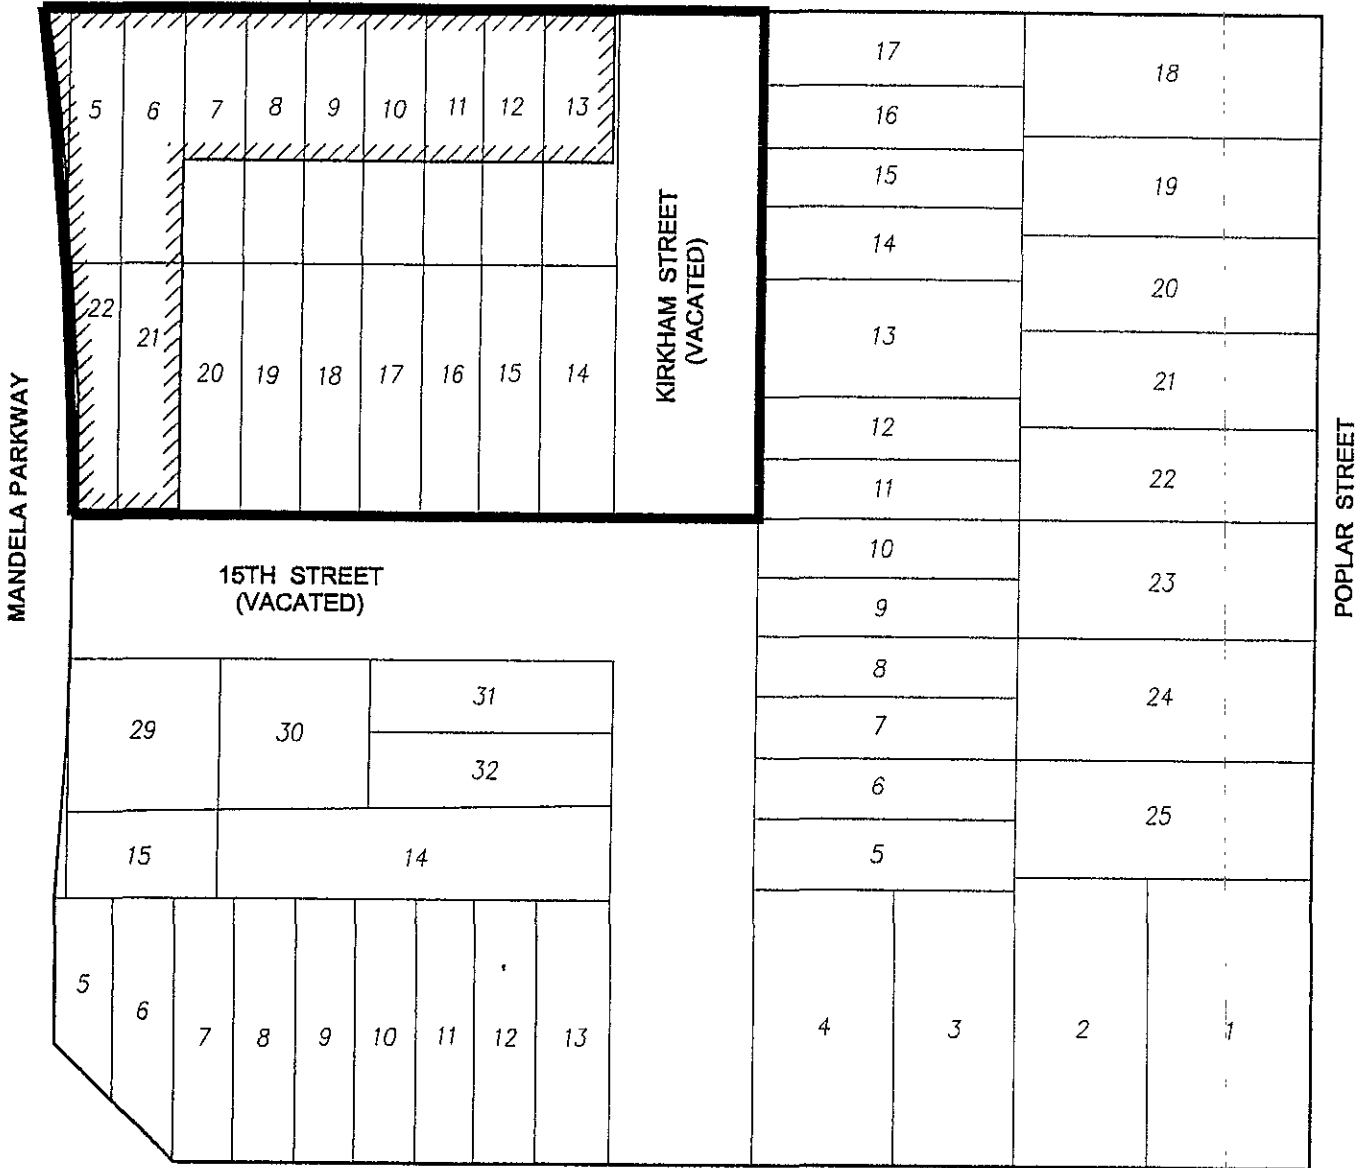 5 6 7 8 9 10 11 12 13
22 21 20 19 18 17 16 15 14
KIRKHAM STREET
(VACATED)
17
16
15
14
13
12
11
10
9
8
7
6
5
18
19
20
21
22
23
24
25
MANDELA PARKWAY
POPLAR STREET
15TH STREET
(VACATED)
29 30 31
32
15 14
5 6 7 8 9 10 11 12 13
4 3 2 1